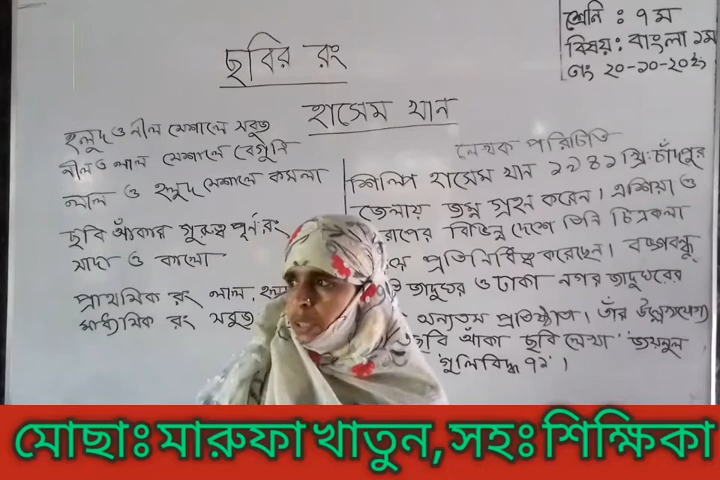 ছবির রং
শ্রেনি : ৭ম
বিষয় : বাংলা ১ম
তাং ২০-১০-২০২১
হাসেম খান
হলুদ ও নীল মেশালে সবুজ
নীল ও লাল মেশালে বেগুনি
লাল ও হলুদ মেশালে কমলা
ছবি আঁকার গুরুত্বপূর্ন রং
সাদা ও কালো
প্রাথমিক রং লাল, হলু
মাধ্যমিক রং সবুজ
লেখক পরিচিতি
শিল্পি হাসেম খান ১৯৪১ খ্রি: চাঁদপুর
জেলায় জন্ম গ্রহন করেন। এশিয়া ও
রোপের বিভিন্ন দেশে তিনি চিত্রকলা
প্রতিনিধিত্ব করেছেন। বঙ্গবন্ধু
জাদুঘর ও ঢাকা নগর জাদুঘরের
অন্যতম প্রতিষ্ঠাতা। তাঁর উল্লেখযোগ্য
ছবি আঁকা ছবি লেখা' 'জয়নুল
'গুলিবিদ্ধ ৭১'।
মোছাঃ মারুফা খাতুন, সহঃ শিক্ষিকা